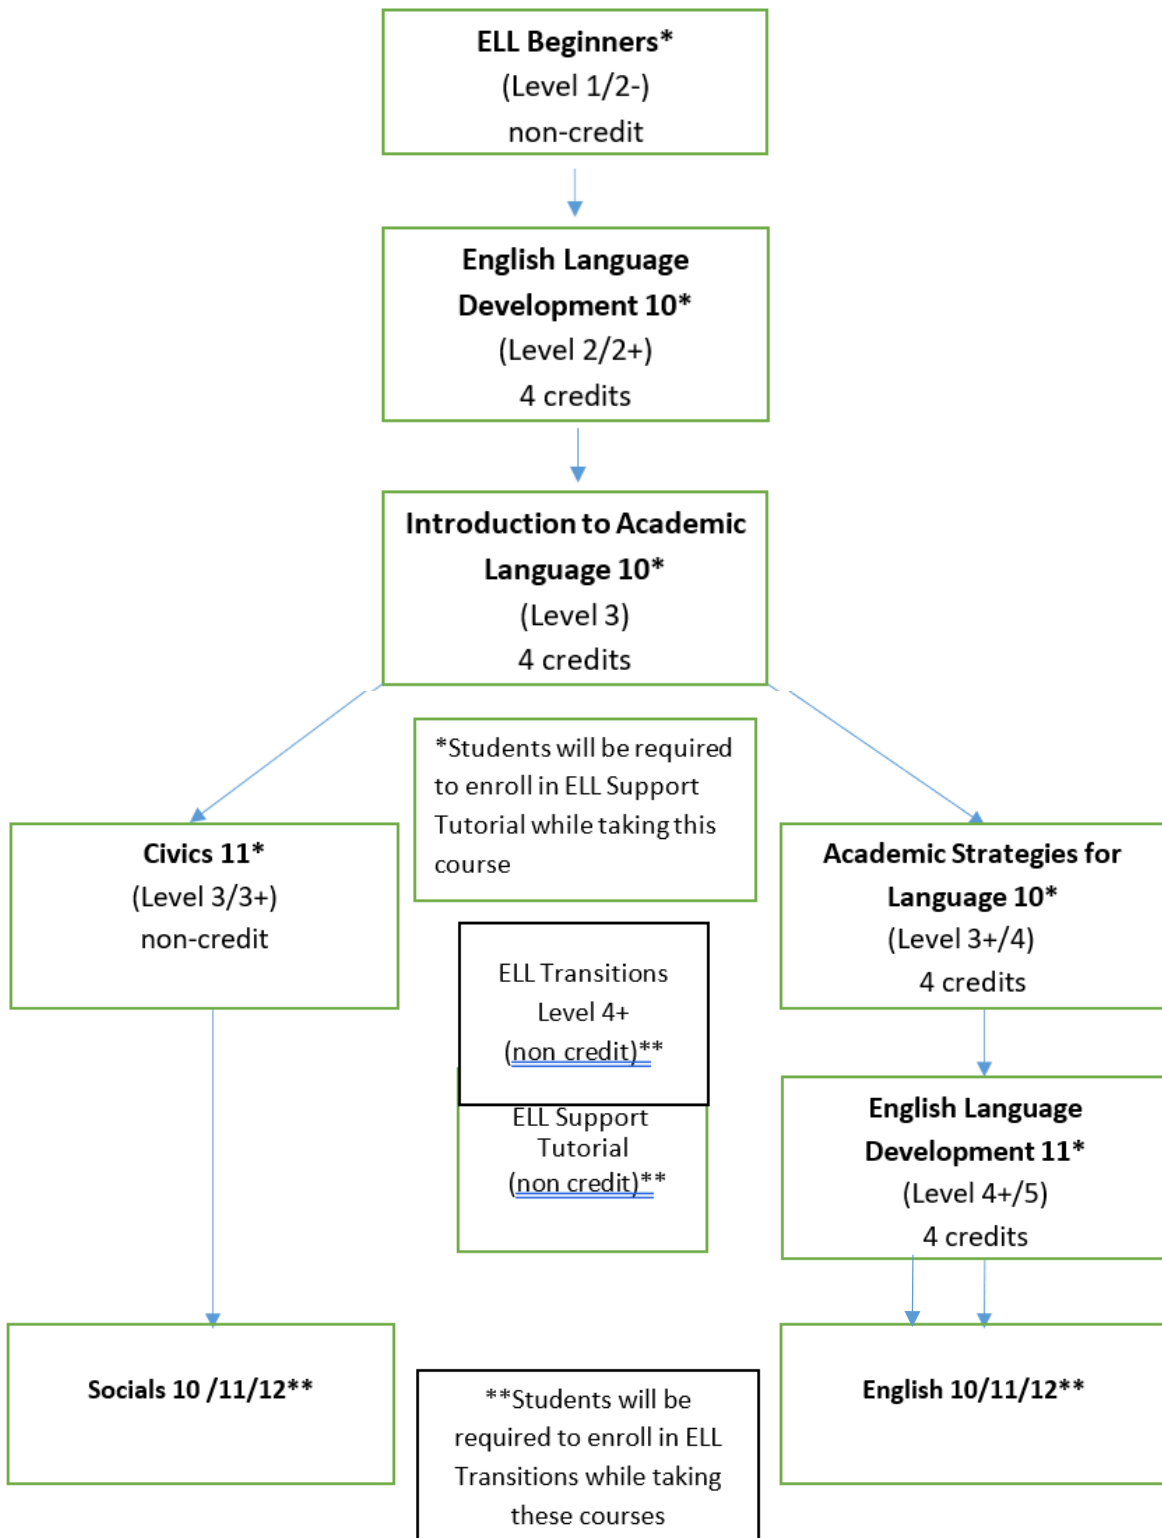 ELL Beginners*
(Level 1/2-)
non-credit
English Language
Development 10*
(Level 2/2+)
4 credits
Introduction to Academic
Language 10*
(Level 3)
4 credits
*Students will be required
to enroll in ELL Support
Tutorial while taking this
course
Civics 11*
(Level 3/3+)
non-credit
Academic Strategies for
Language 10*
(Level 3+/4)
4 credits
ELL Transitions
Level 4+
(non credit)**
ELL Support
Tutorial
(non credit)**
English Language
Development 11*
(Level 4+/5)
4 credits
Socials 10 /11/12**
**Students will be
required to enroll in ELL
Transitions while taking
these courses
English 10/11/12**